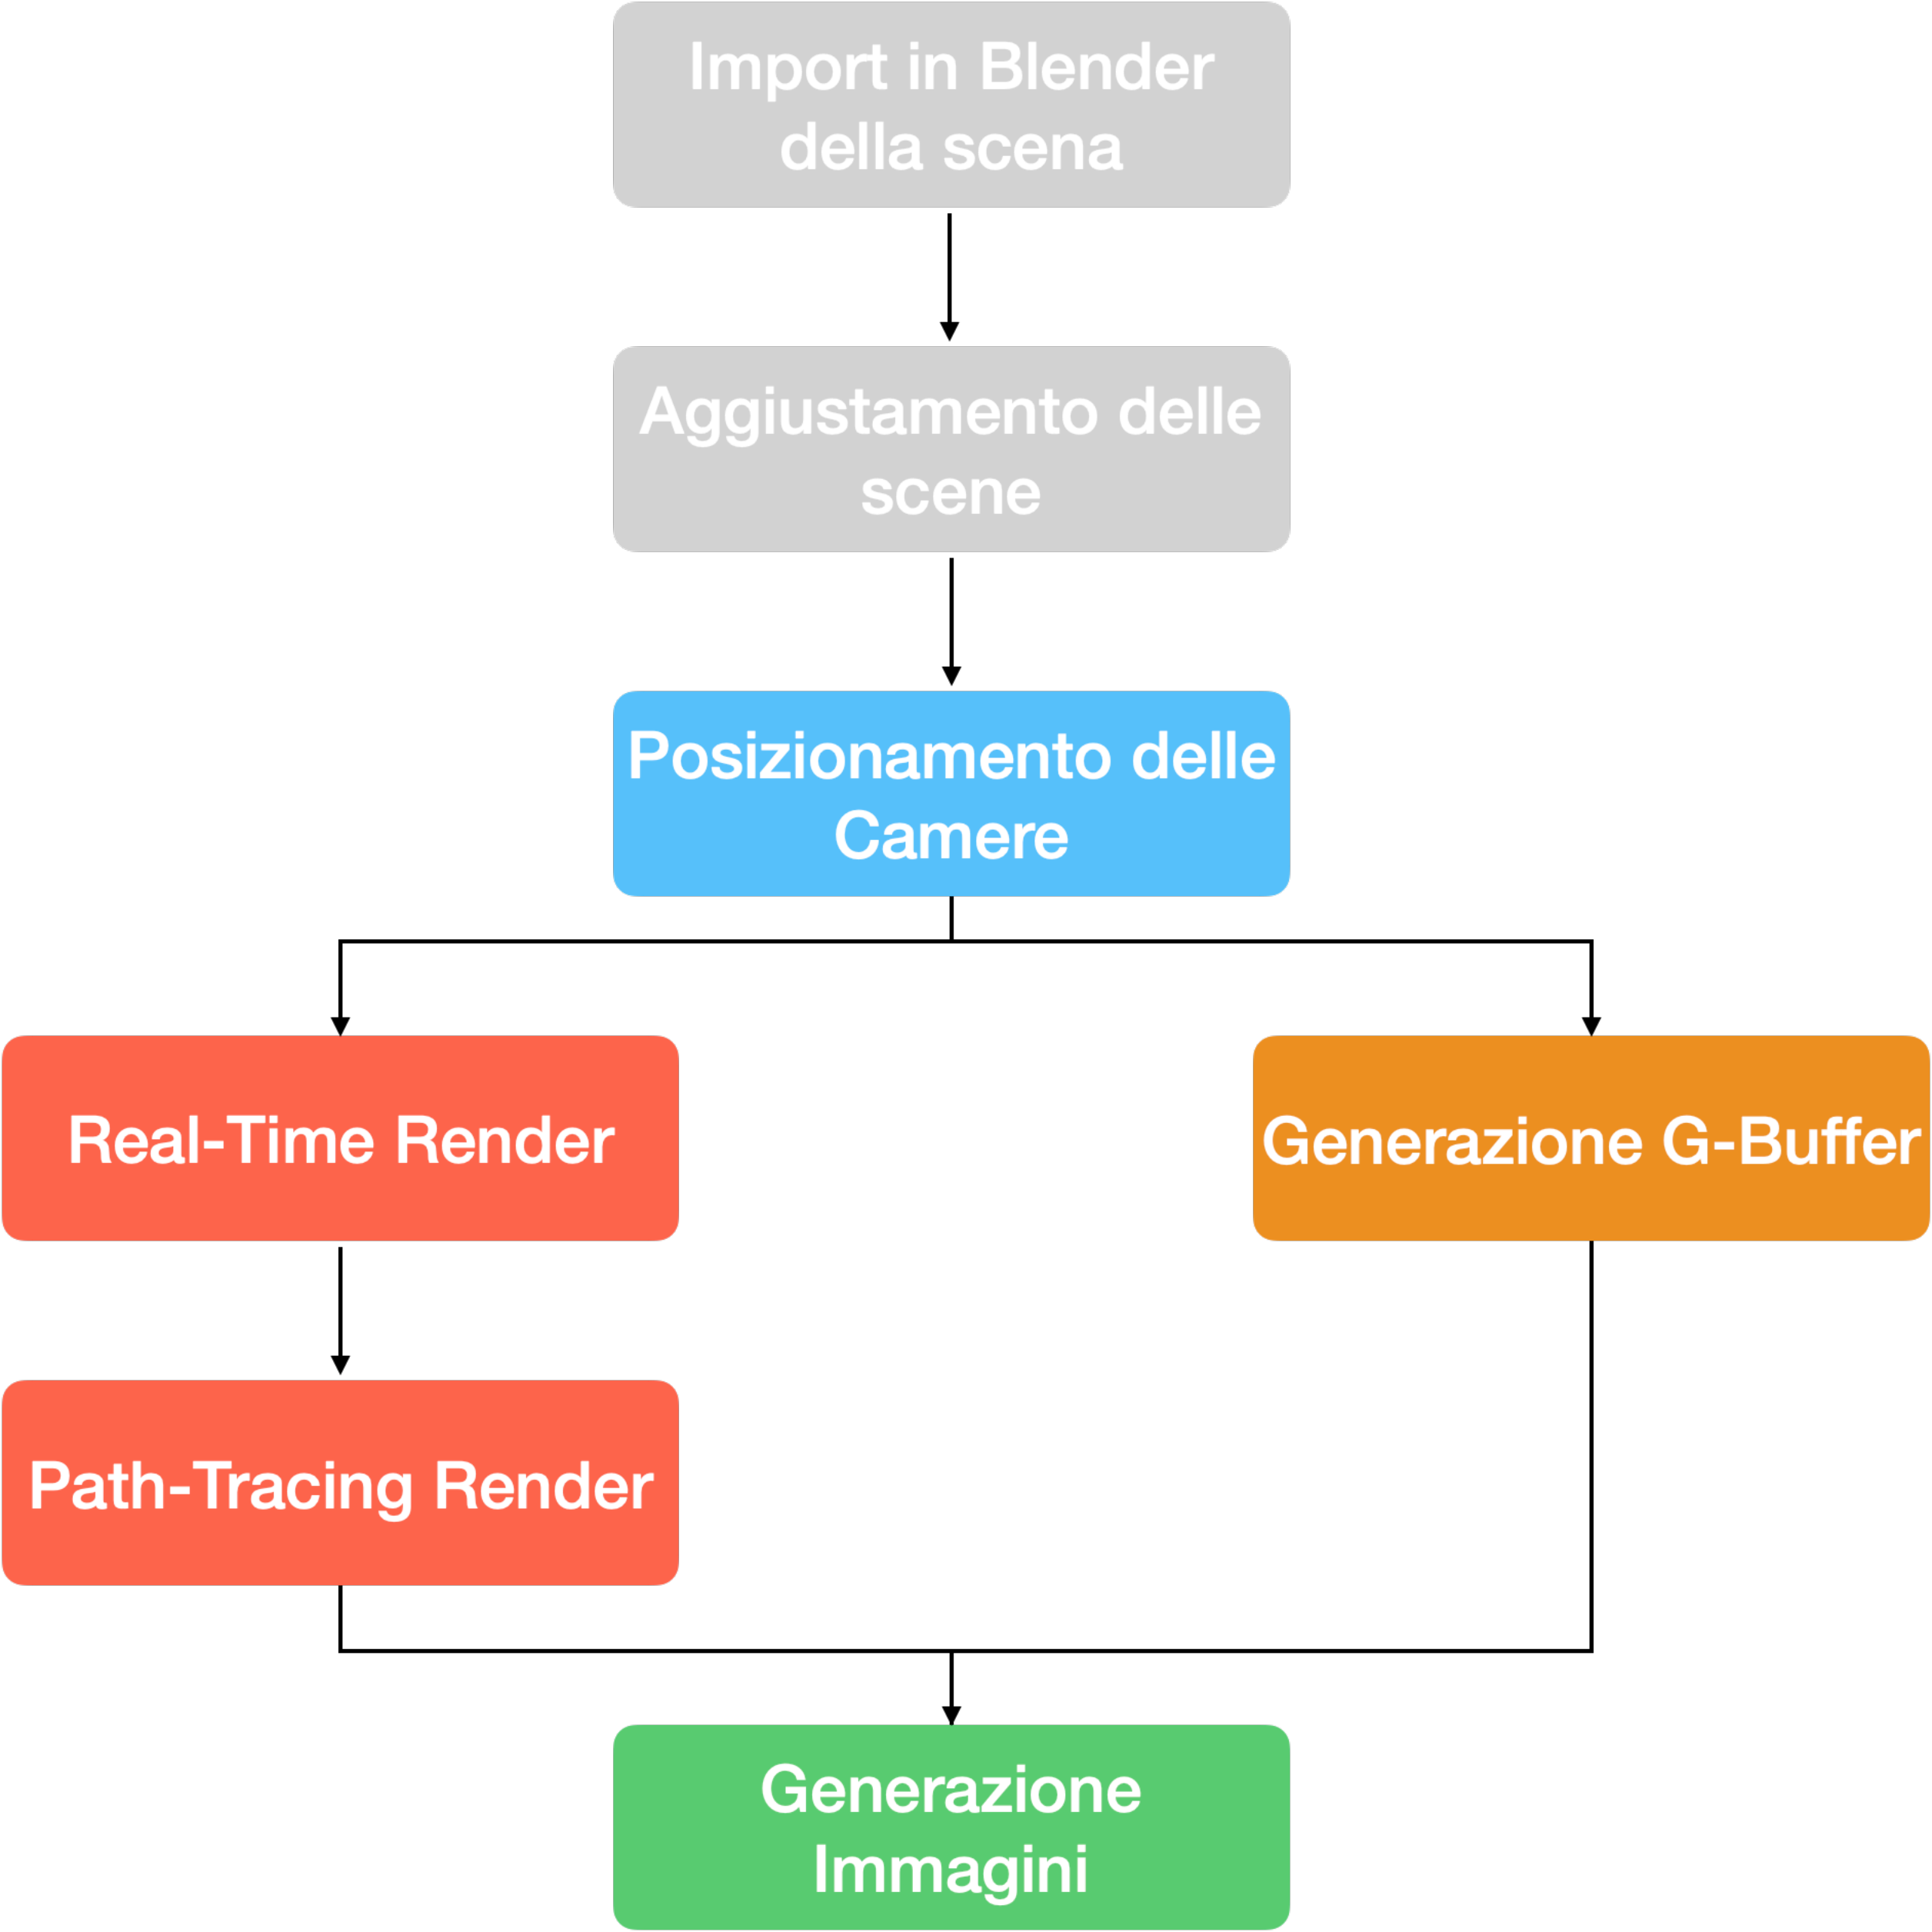 Import in Blender
della scena
Aggiustamento delle
scene
Posizionamento delle
Camere
Real-Time Render
Generazione G-Buffer
Path-Tracing Render
Generazione
Immagini